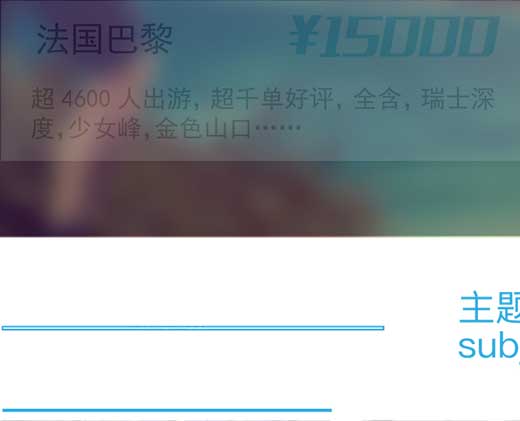 法国巴黎 ¥15000
超 4600 人出游，超千单好评，全含，瑞士深
度,少女峰,金色山口……
主题
sub